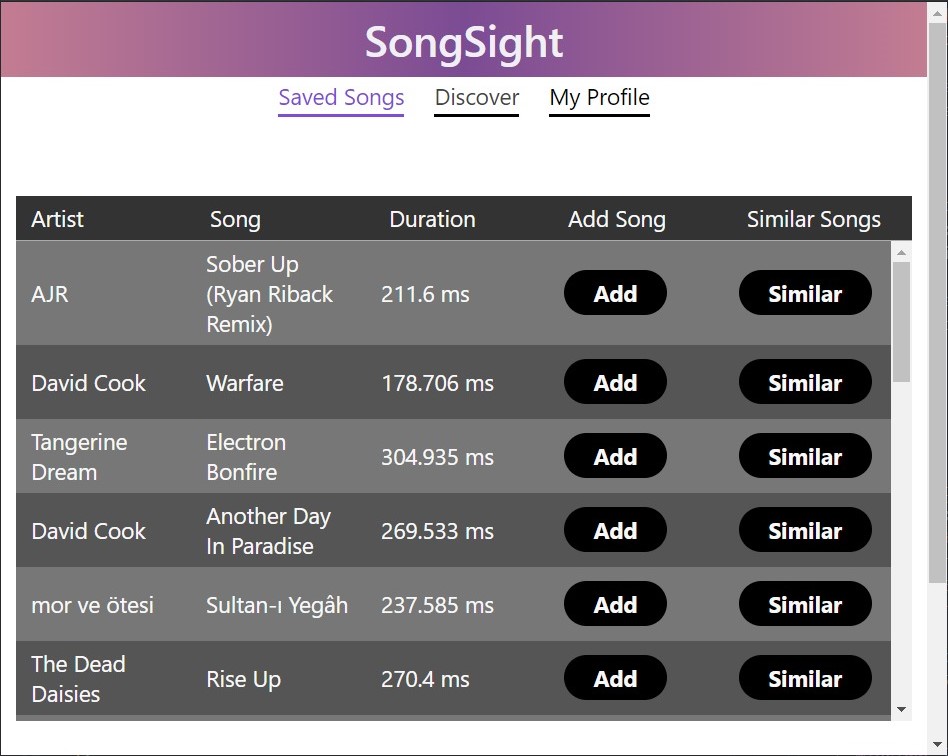 SongSight
Saved Songs Discover My Profile
Artist Song Duration Add Song Similar Songs
AJR
Sober Up
(Ryan Riback
Remix)
211.6 ms Add Similar
David Cook Warfare 178.706 ms Add Similar
Tangerine
Dream
Electron
Bonfire
304.935 ms Add Similar
David Cook
Another Day
In Paradise
269.533 ms Add Similar
mor ve ötesi Sultan-ı Yegâh 237.585 ms Add Similar
The Dead
Daisies
Rise Up 270.4 ms Add Similar